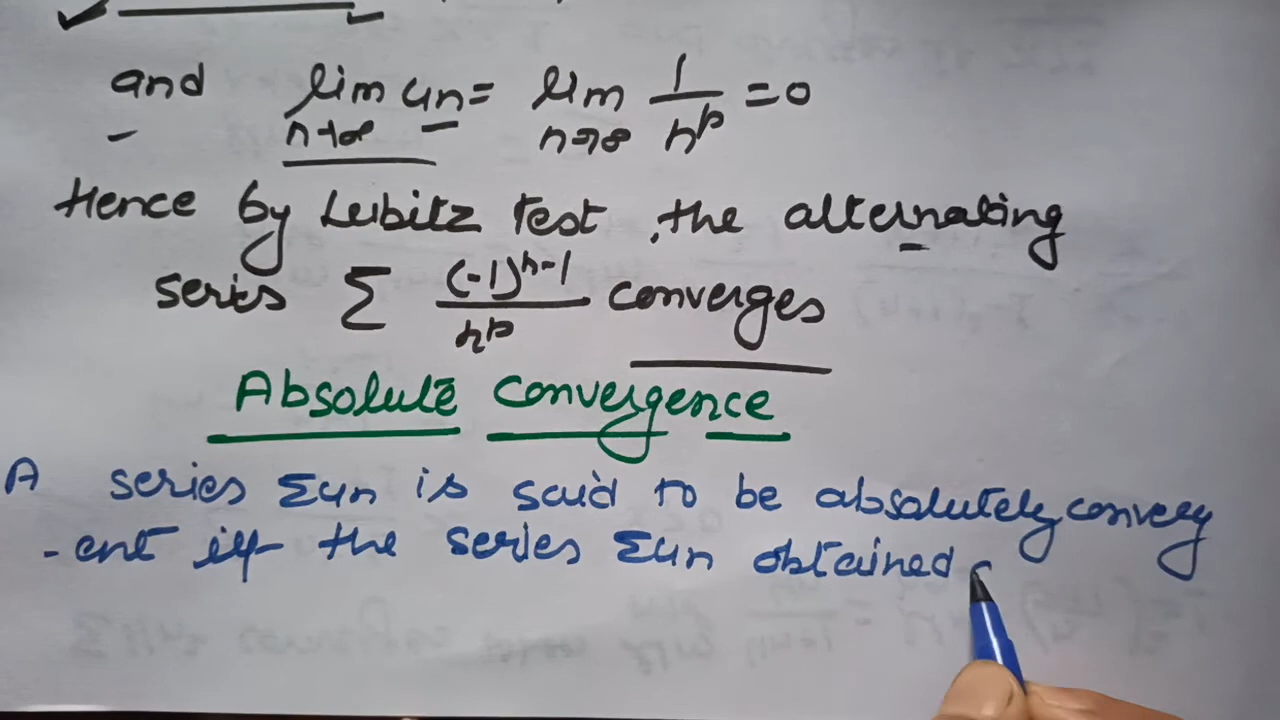 and lim un = lim 1/n^p = 0
n→∞ n→∞
Hence by Leibitz Test, the alternating
series Σ (-1)^n-1 / n^p converges
Absolute convergence
A series Σun is said to be absolutely converg
-ent if the series Σun obtained